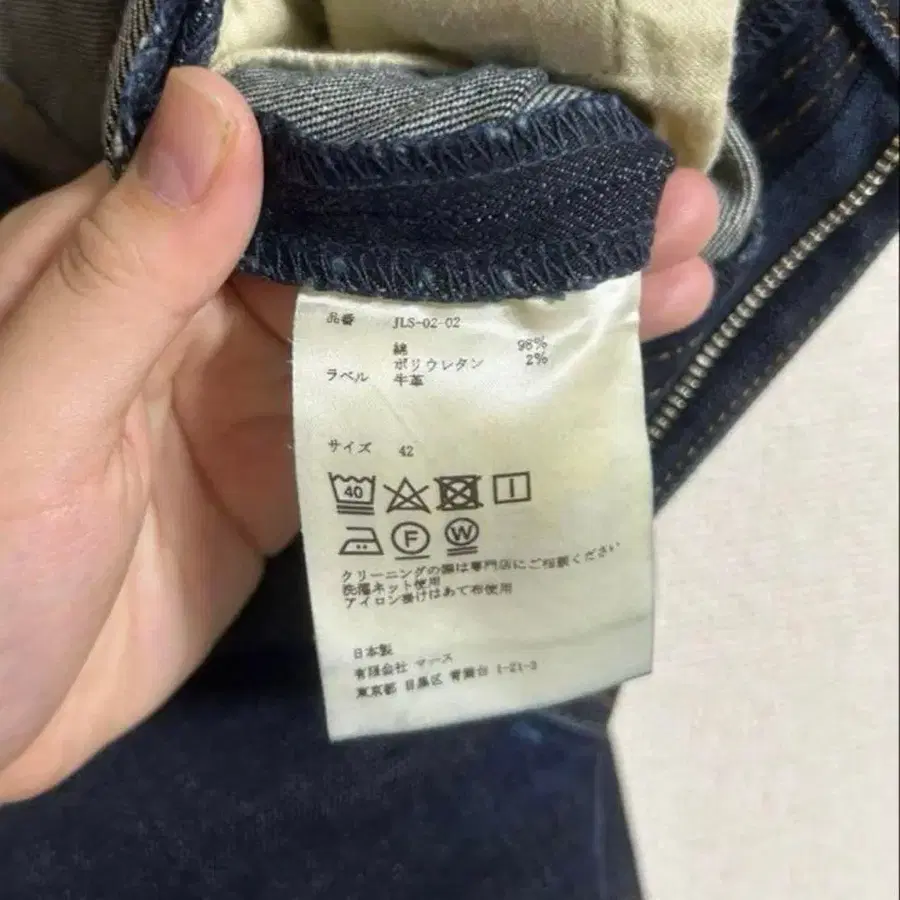 品番 JLS-02-02
綿 98%
ポリウレタン 2%
ラベル 牛革
サイズ 42
40
F W
クリーニングの際は専門店にご相談ください
洗濯ネット使用
アイロン掛けはあて布使用
日本製
有限会社 マース
東京都 目黒区 青葉台 1-21-3